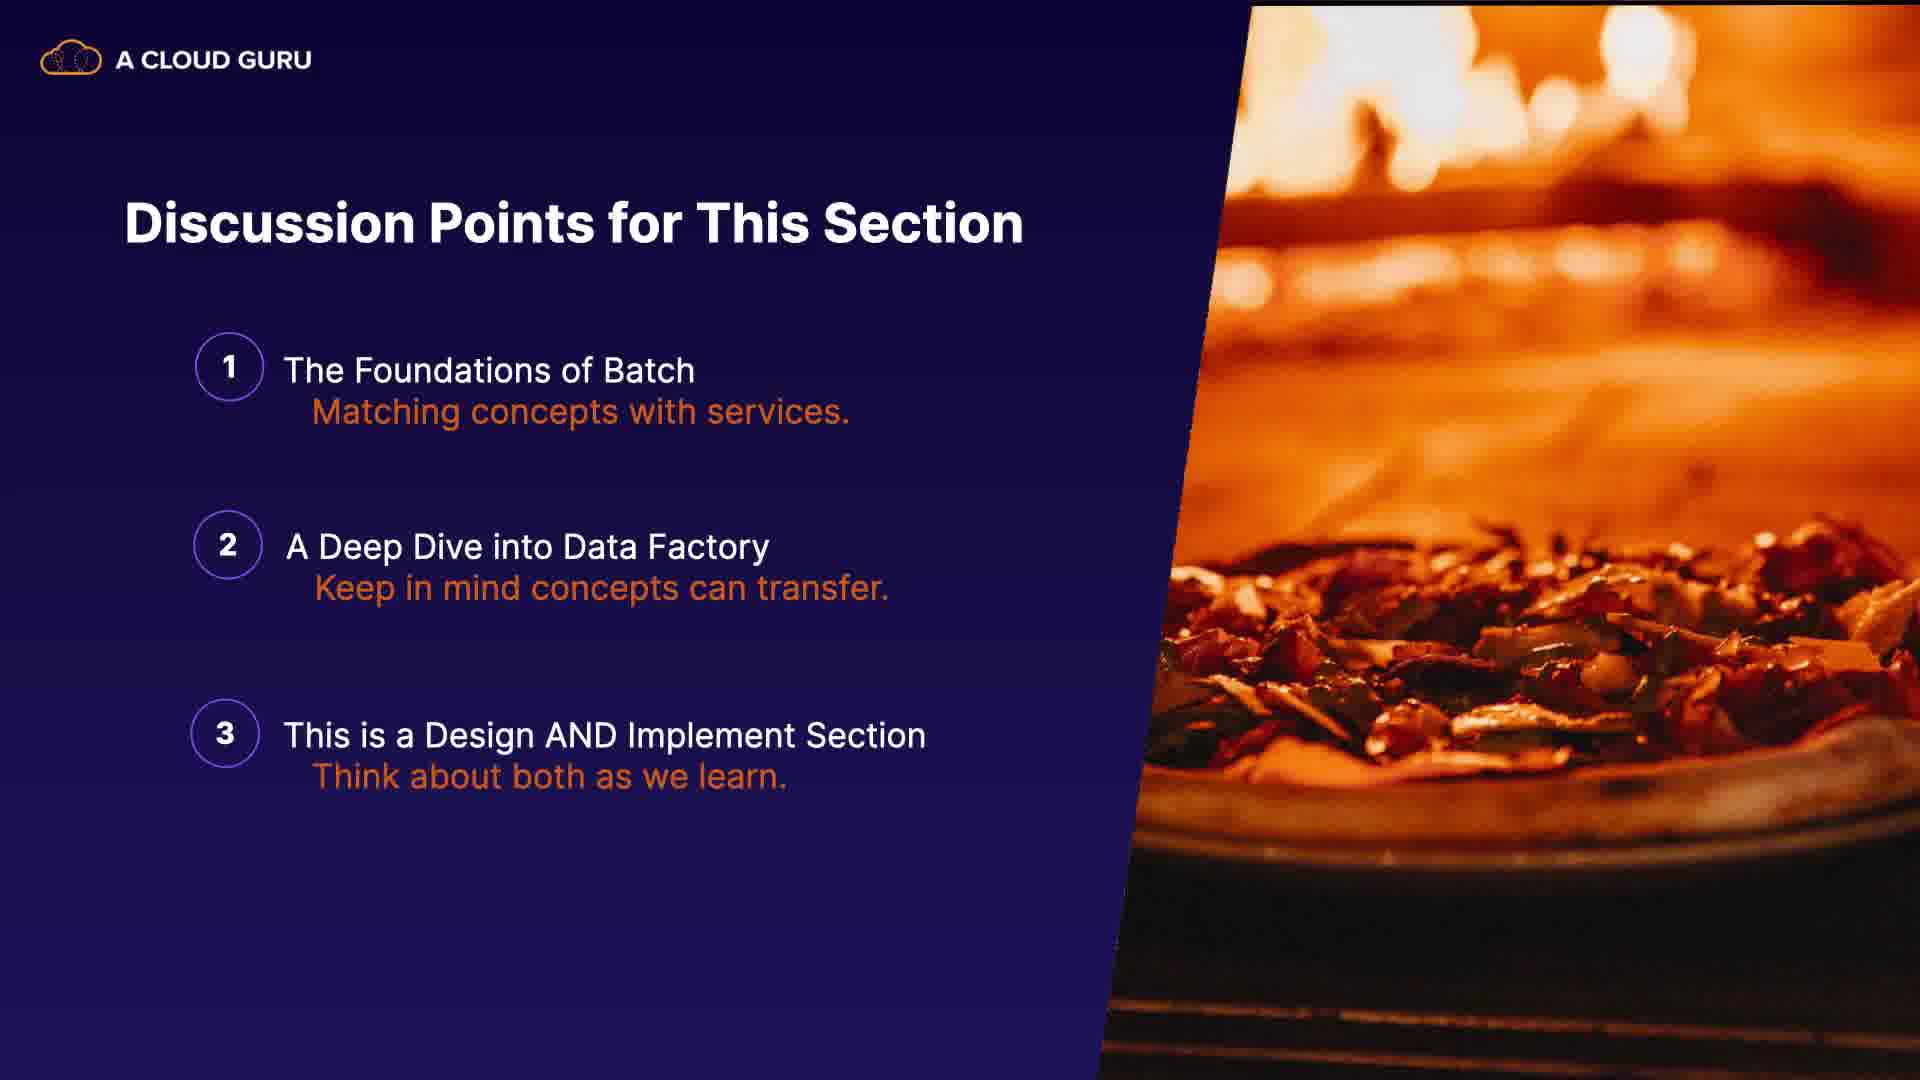 A CLOUD GURU
Discussion Points for This Section
1
The Foundations of Batch
Matching concepts with services.
2
A Deep Dive into Data Factory
Keep in mind concepts can transfer.
3
This is a Design AND Implement Section
Think about both as we learn.